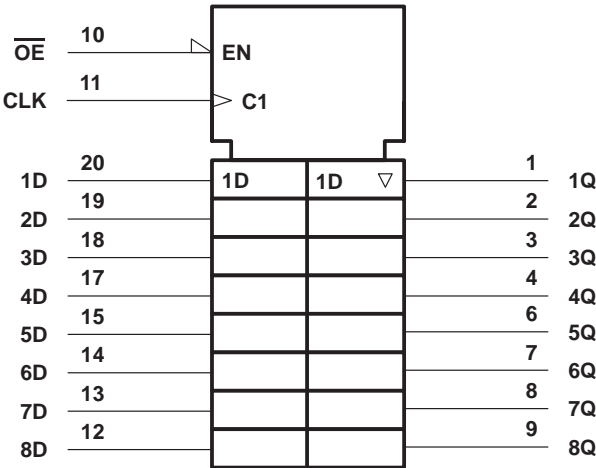 OE 10 EN
CLK 11 C1
1D 20 1D 1D ▽ 1 1Q
2D 19 2 2Q
3D 18 3 3Q
4D 17 4 4Q
5D 15 6 5Q
6D 14 7 6Q
7D 13 8 7Q
8D 12 9 8Q